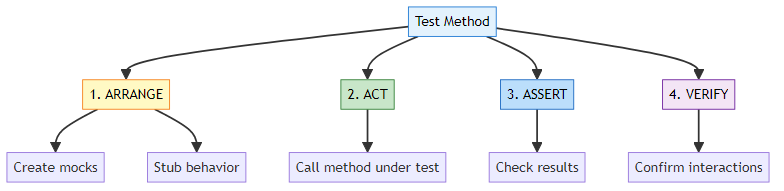 Test Method
1. ARRANGE
2. ACT
3. ASSERT
4. VERIFY
Create mocks
Stub behavior
Call method under test
Check results
Confirm interactions